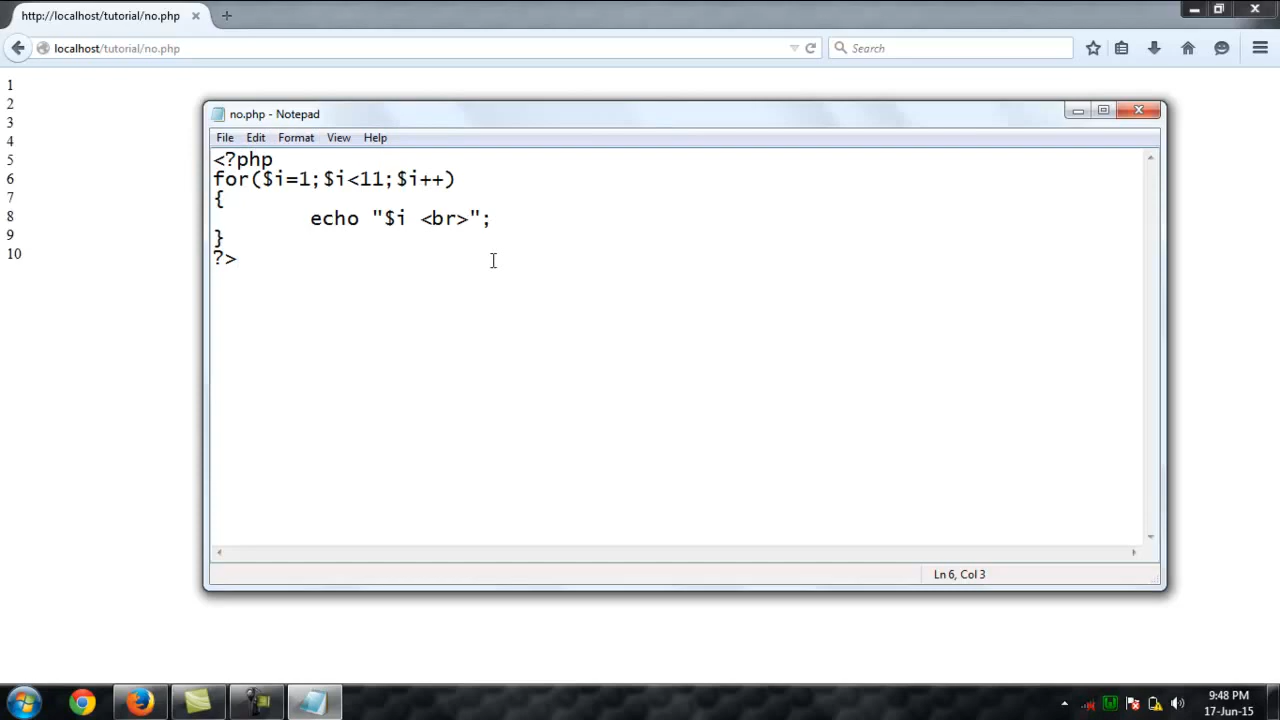 http://localhost/tutorial/no.php
localhost/tutorial/no.php
Search
1
2
3
4
5
6
7
8
9
10
no.php - Notepad
File Edit Format View Help
<?php
for($i=1;$i<11;$i++)
{
echo "$i <br>";
}
?>
Ln 6, Col 3
9:48 PM
17-Jun-15